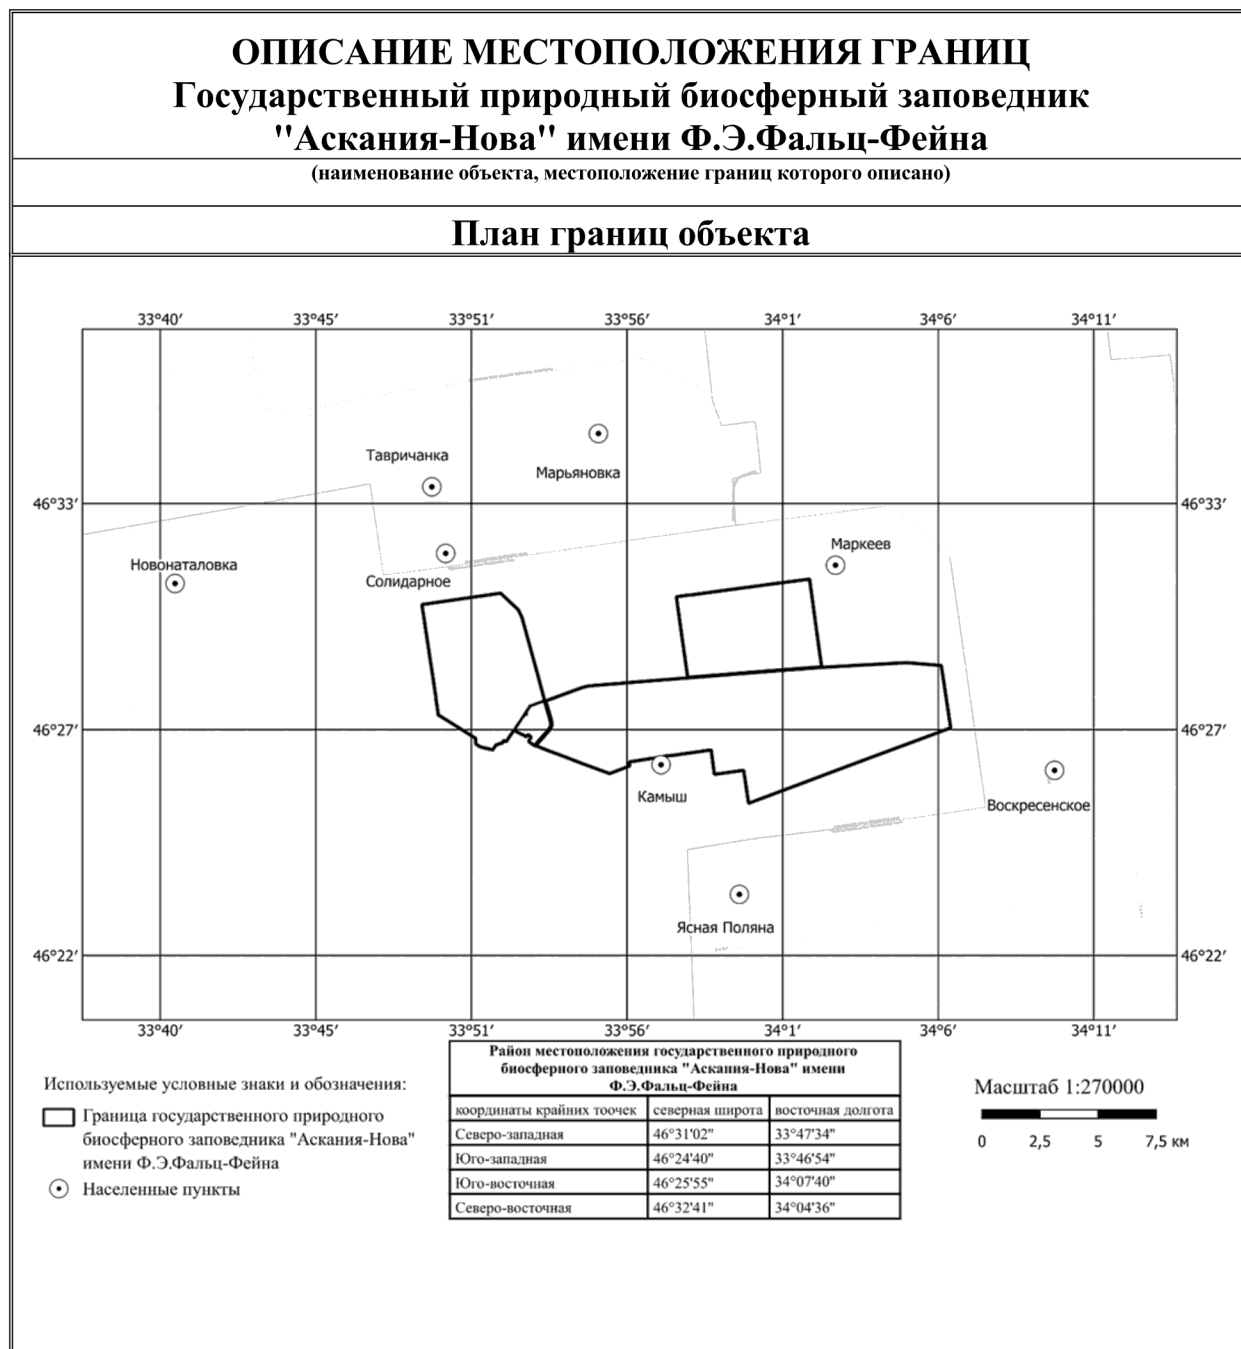 ОПИСАНИЕ МЕСТОПОЛОЖЕНИЯ ГРАНИЦ
Государственный природный биосферный заповедник
"Аскания-Нова" имени Ф.Э.Фальц-Фейна
(наименование объекта, местоположение границ которого описано)
План границ объекта
33°40′ 33°45′ 33°51′ 33°56′ 34°1′ 34°6′ 34°11′
Тавричанка
Марьяновка
46°33′ 46°33′
Маркеев
Новонаталовка
Солидарное
46°27′ 46°27′
Камыш
Воскресенское
Ясная Поляна
46°22′ 46°22′
33°40′ 33°45′ 33°51′ 33°56′ 34°1′ 34°6′ 34°11′
Используемые условные знаки и обозначения:
Граница государственного природного
биосферного заповедника "Аскания-Нова"
имени Ф.Э.Фальц-Фейна
Населенные пункты
Район местоположения государственного природного
биосферного заповедника "Аскания-Нова" имени
Ф.Э.Фальц-Фейна
координаты крайних тоочек северная широта восточная долгота
Северо-западная 46°31'02" 33°47'34"
Юго-западная 46°24'40" 33°46'54"
Юго-восточная 46°25'55" 34°07'40"
Северо-восточная 46°32'41" 34°04'36"
Масштаб 1:270000
0 2,5 5 7,5 км